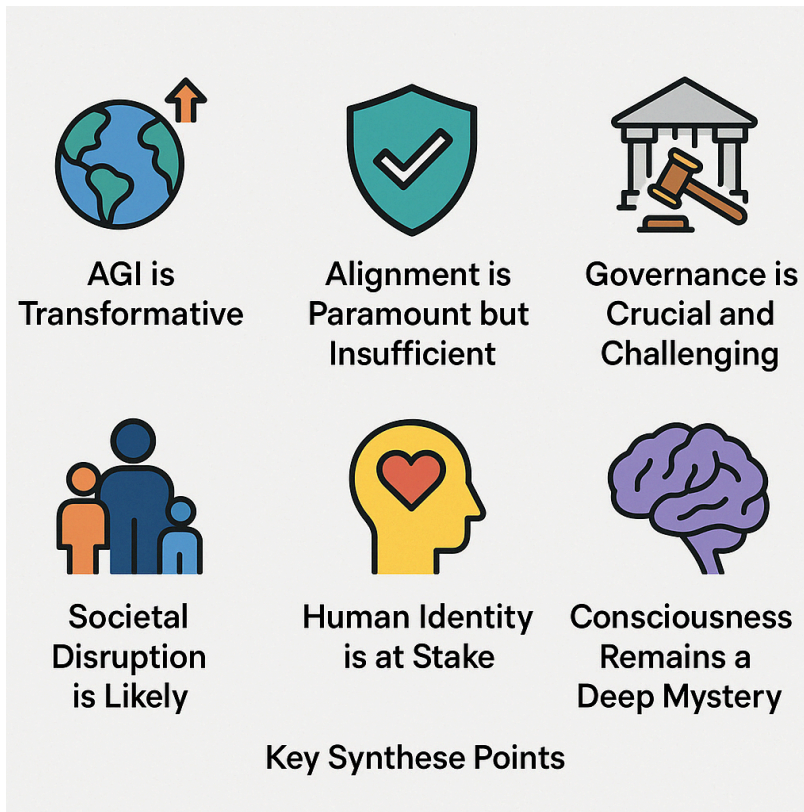 AGI is
Transformative
Alignment is
Paramount but
Insufficient
Governance is
Crucial and
Challenging
Societal
Disruption
is Likely
Human Identity
is at Stake
Consciousness
Remains a
Deep Mystery
Key Synthese Points